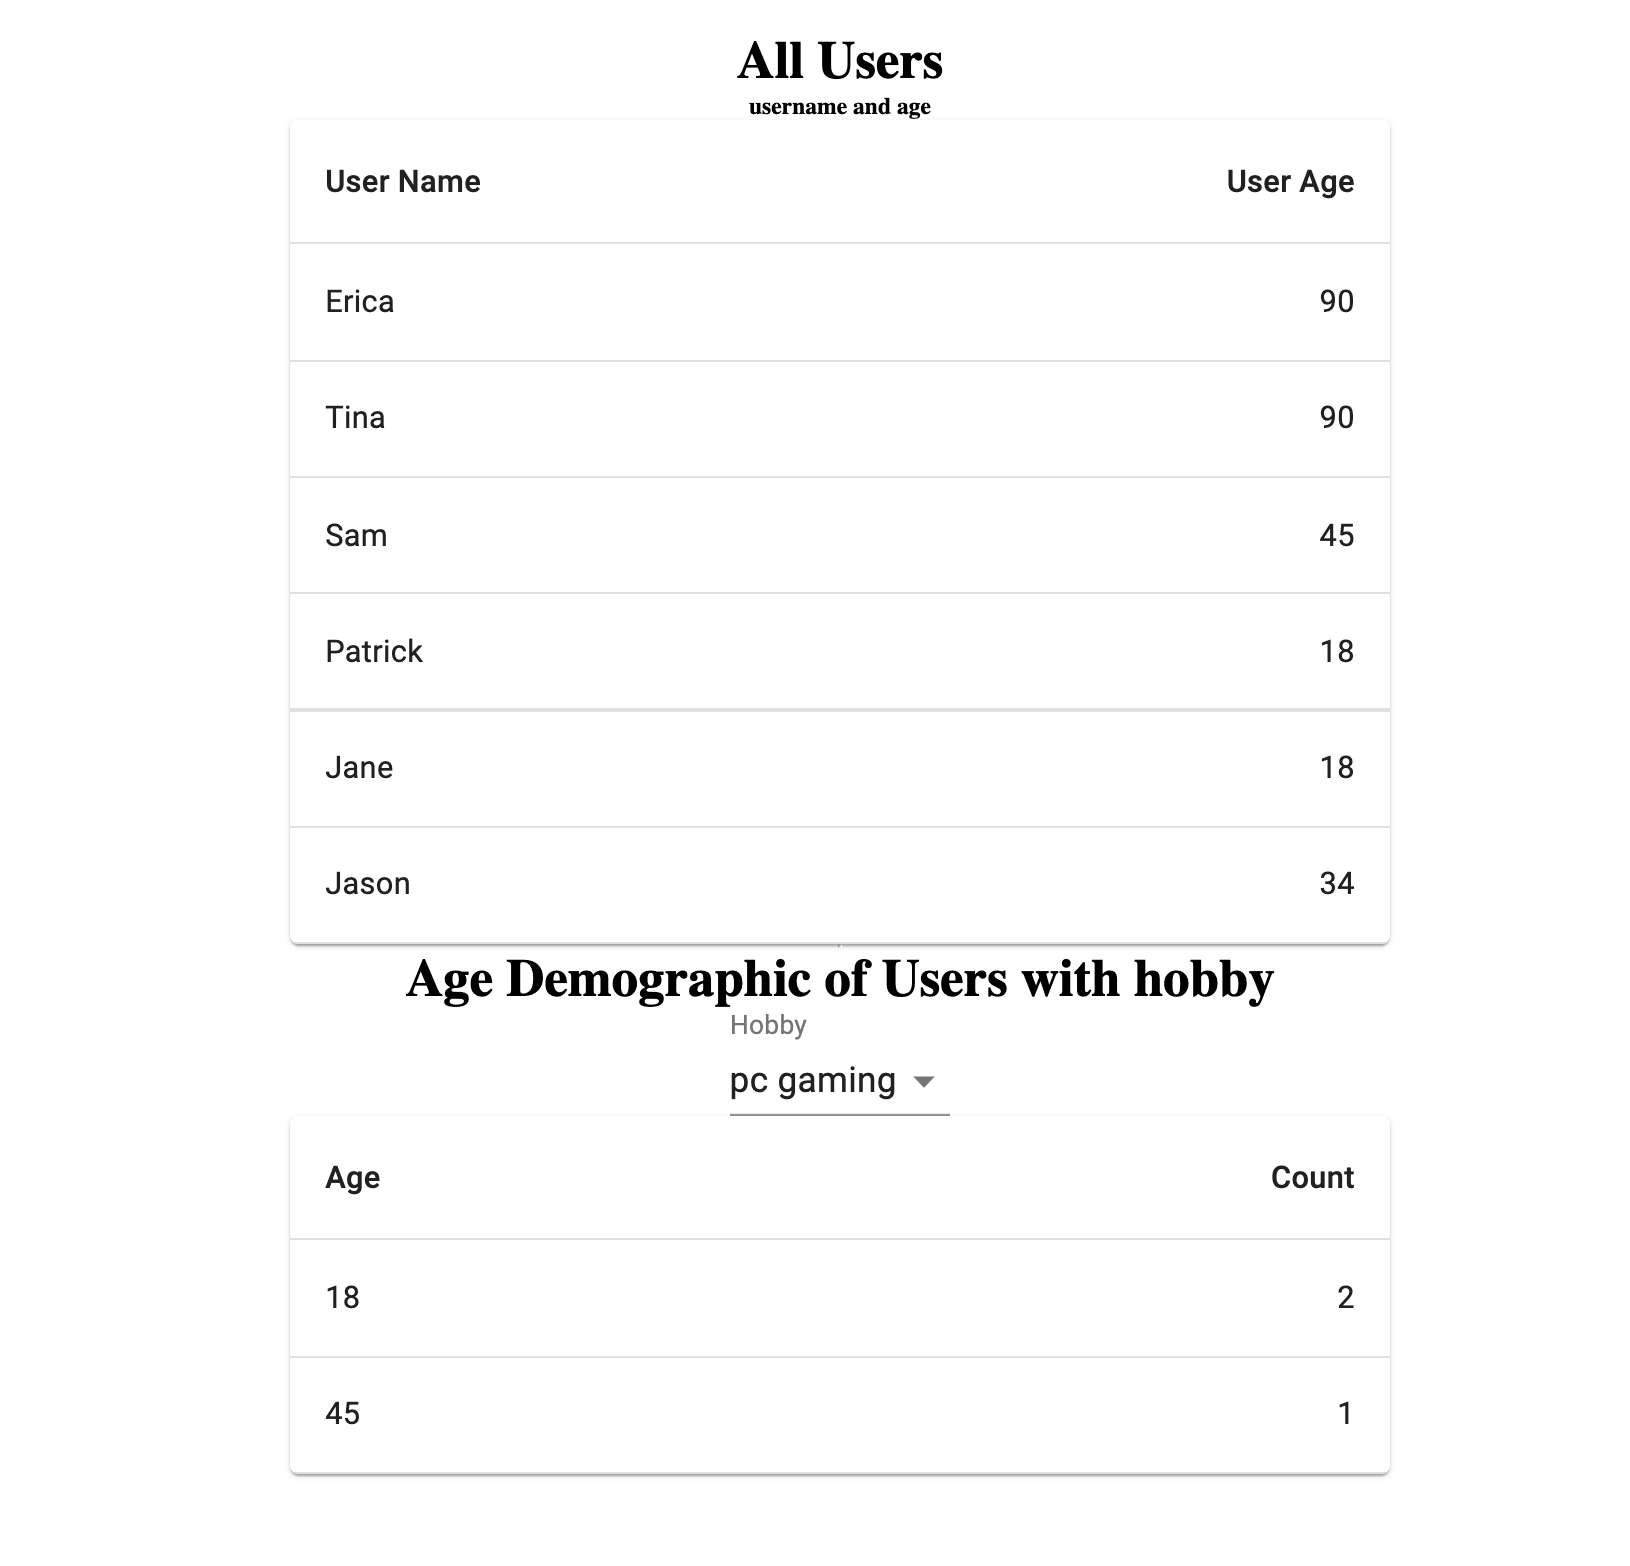 All Users
username and age
User Name User Age
Erica 90
Tina 90
Sam 45
Patrick 18
Jane 18
Jason 34
Age Demographic of Users with hobby
Hobby
pc gaming
Age Count
18 2
45 1